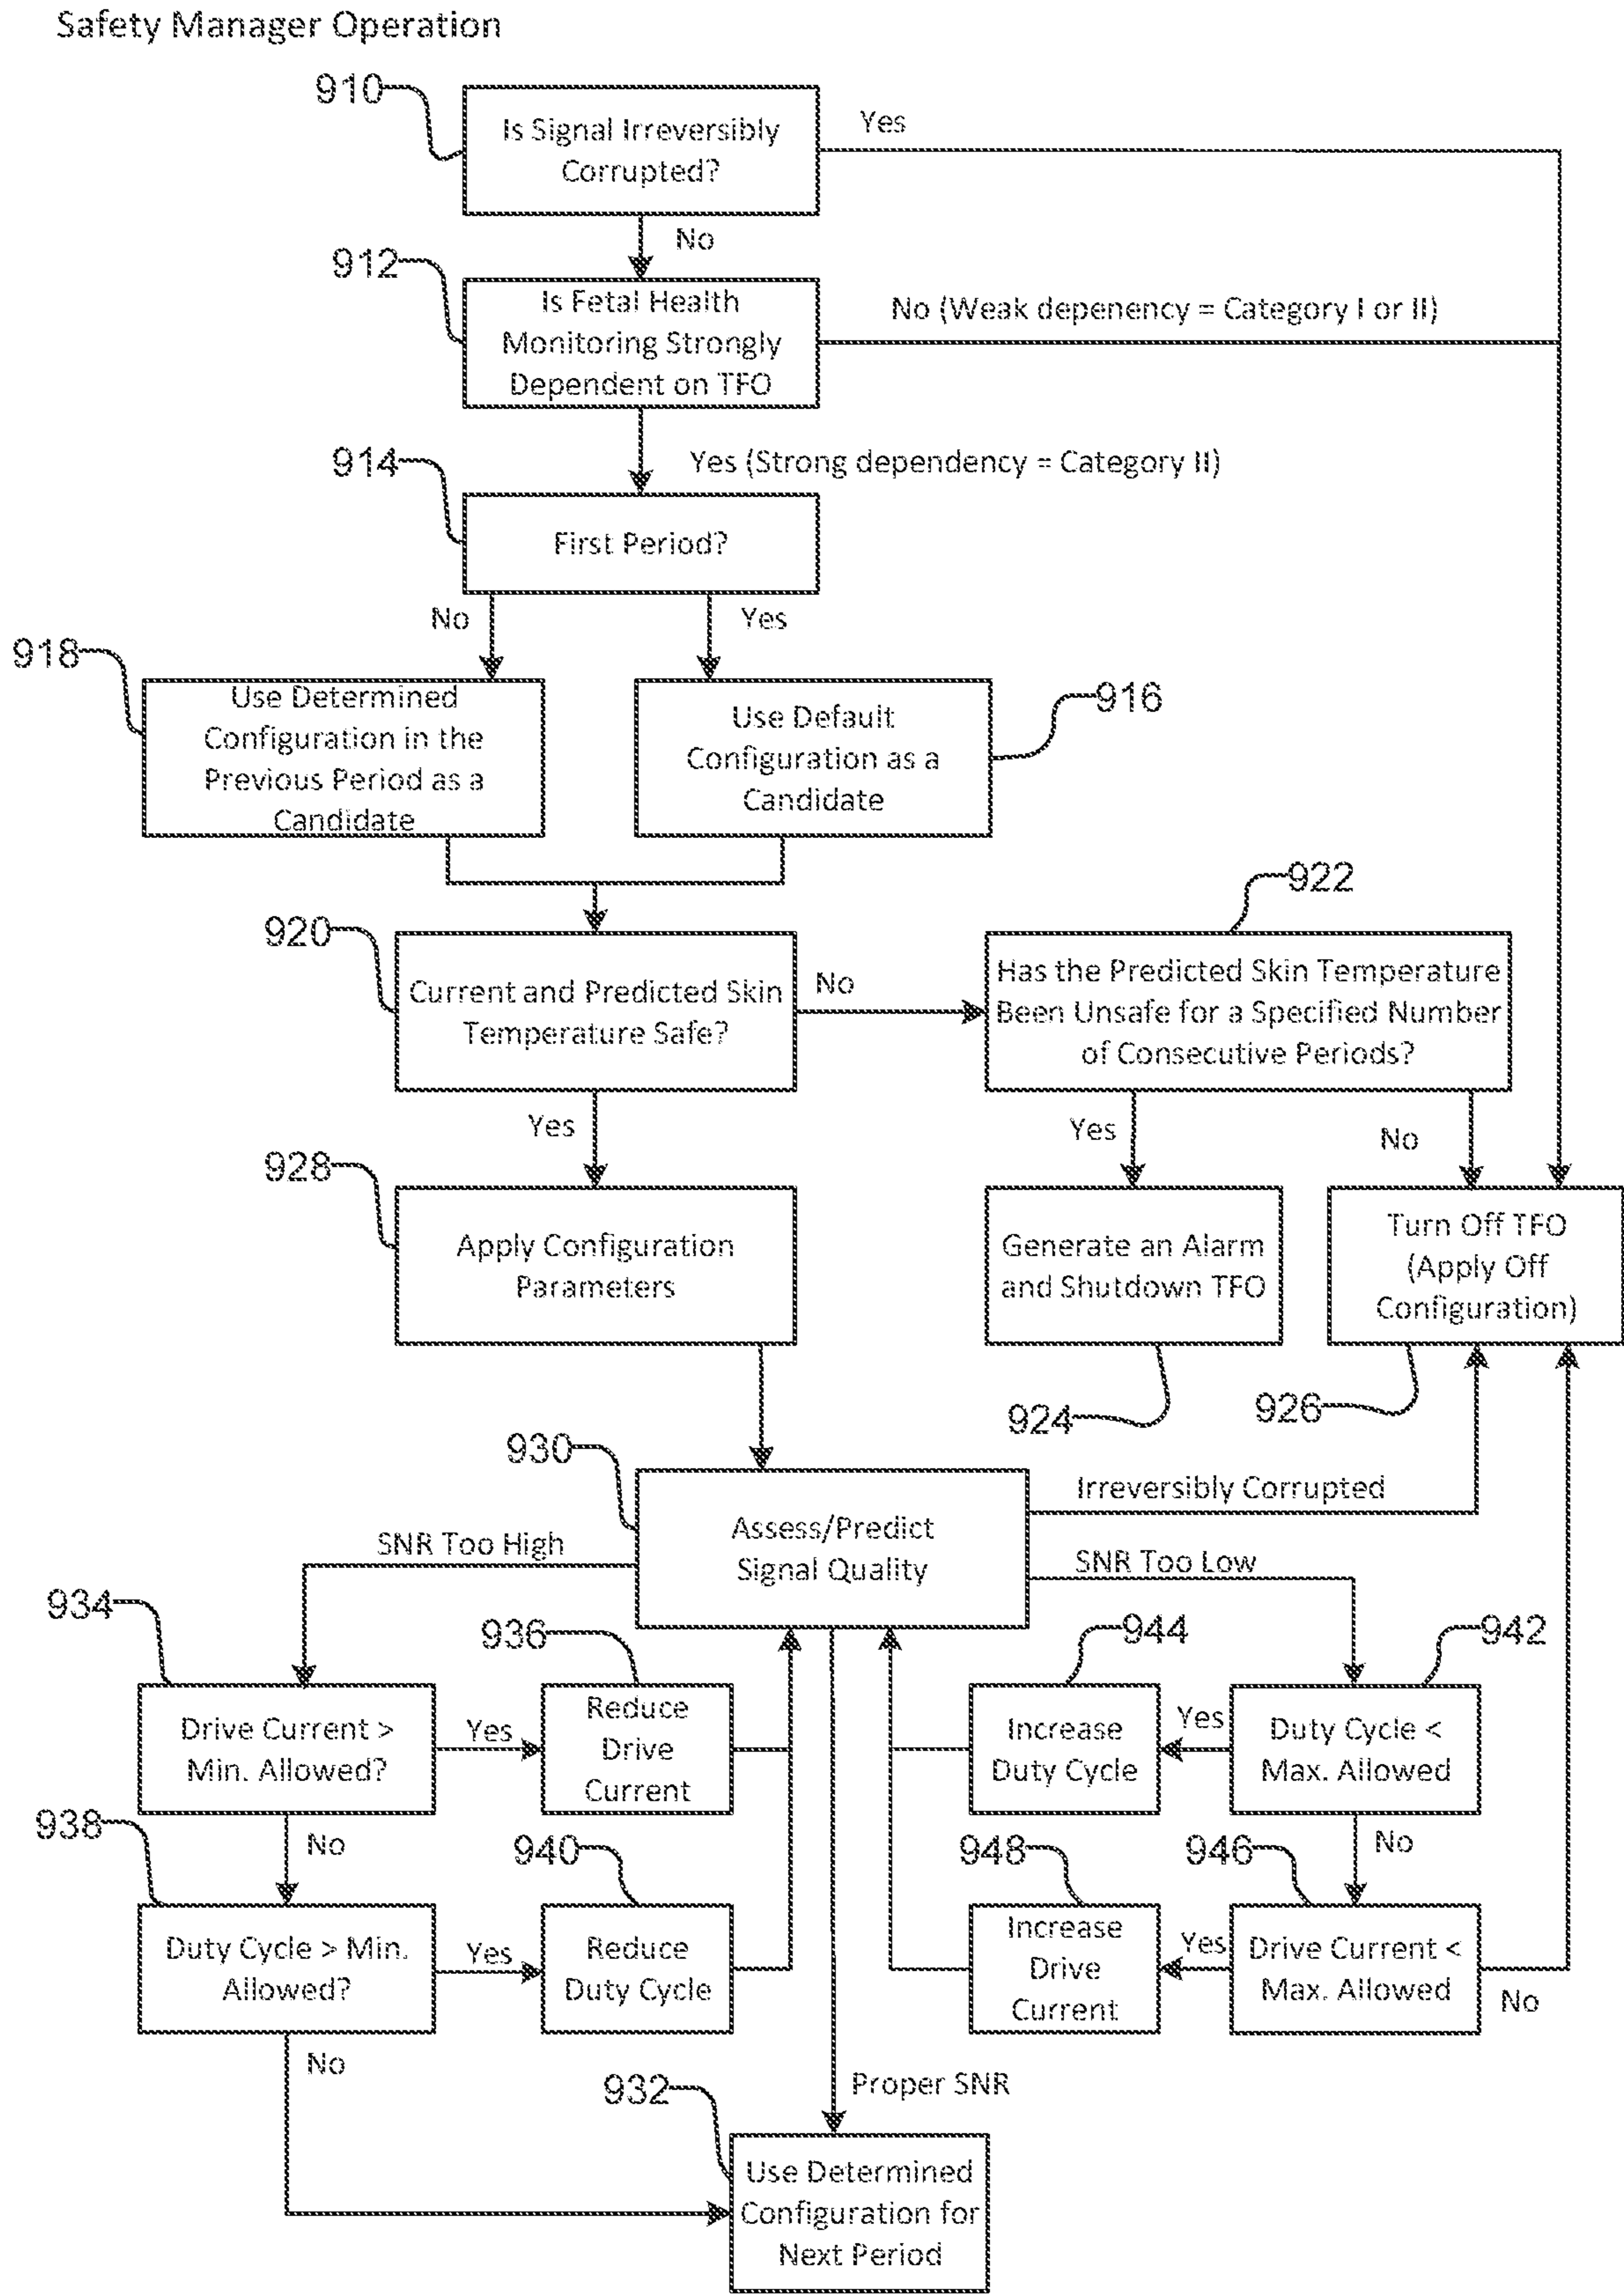 Safety Manager Operation
910
Is Signal Irreversibly
Corrupted?
Yes
No
912
Is Fetal Health
Monitoring Strongly
Dependent on TFO
No (Weak depenency = Category I or II)
914
Yes (Strong dependency = Category II)
First Period?
No
Yes
918
Use Determined
Configuration in the
Previous Period as a
Candidate
916
Use Default
Configuration as a
Candidate
920
Current and Predicted Skin
Temperature Safe?
No
922
Has the Predicted Skin Temperature
Been Unsafe for a Specified Number
of Consecutive Periods?
Yes
Yes
No
928
Apply Configuration
Parameters
Generate an Alarm
and Shutdown TFO
924
Turn Off TFO
(Apply Off
Configuration)
926
930
Assess/Predict
Signal Quality
Irreversibly Corrupted
SNR Too High
SNR Too Low
934
Drive Current >
Min. Allowed?
Yes
936
Reduce
Drive
Current
944
Increase
Duty Cycle
Yes
942
Duty Cycle <
Max. Allowed
No
No
938
Duty Cycle > Min.
Allowed?
Yes
940
Reduce
Duty Cycle
948
Increase
Drive
Current
Yes
946
Drive Current <
Max. Allowed
No
No
Proper SNR
932
Use Determined
Configuration for
Next Period